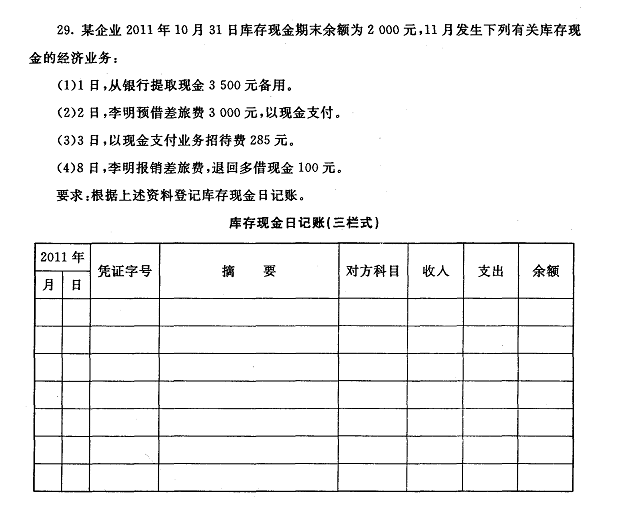 29. 某企业 2011 年 10 月 31 日库存现金期末余额为 2 000 元,11 月发生下列有关库存现
金的经济业务:
(1)1 日,从银行提取现金 3 500 元备用。
(2)2 日,李明预借差旅费 3 000 元,以现金支付。
(3)3 日,以现金支付业务招待费 285 元。
(4)8 日,李明报销差旅费,退回多借现金 100 元。
要求:根据上述资料登记库存现金日记账。
库存现金日记账(三栏式)
2011 年 凭证字号 摘 要 对方科目 收入 支出 余额
月 日